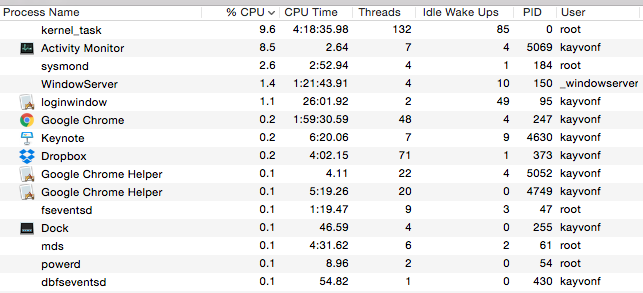 Process Name % CPU CPU Time Threads Idle Wake Ups PID User
kernel_task 9.6 4:18:35.98 132 85 0 root
Activity Monitor 8.5 2.64 7 4 5069 kayvonf
sysmond 2.6 2:52.94 4 1 184 root
WindowServer 1.4 1:21:43.91 4 10 150 _windowserver
loginwindow 1.1 26:01.92 2 49 95 kayvonf
Google Chrome 0.2 1:59:30.59 48 4 247 kayvonf
Keynote 0.2 6:20.06 7 9 4630 kayvonf
Dropbox 0.2 4:02.15 71 1 373 kayvonf
Google Chrome Helper 0.1 4.11 22 4 5052 kayvonf
Google Chrome Helper 0.1 5:19.26 20 0 4749 kayvonf
fseventsd 0.1 1:19.47 9 3 47 root
Dock 0.1 46.59 4 0 255 kayvonf
mds 0.1 4:31.62 6 2 61 root
powerd 0.1 8.96 2 0 54 root
dbfseventsd 0.1 54.82 1 0 430 kayvonf